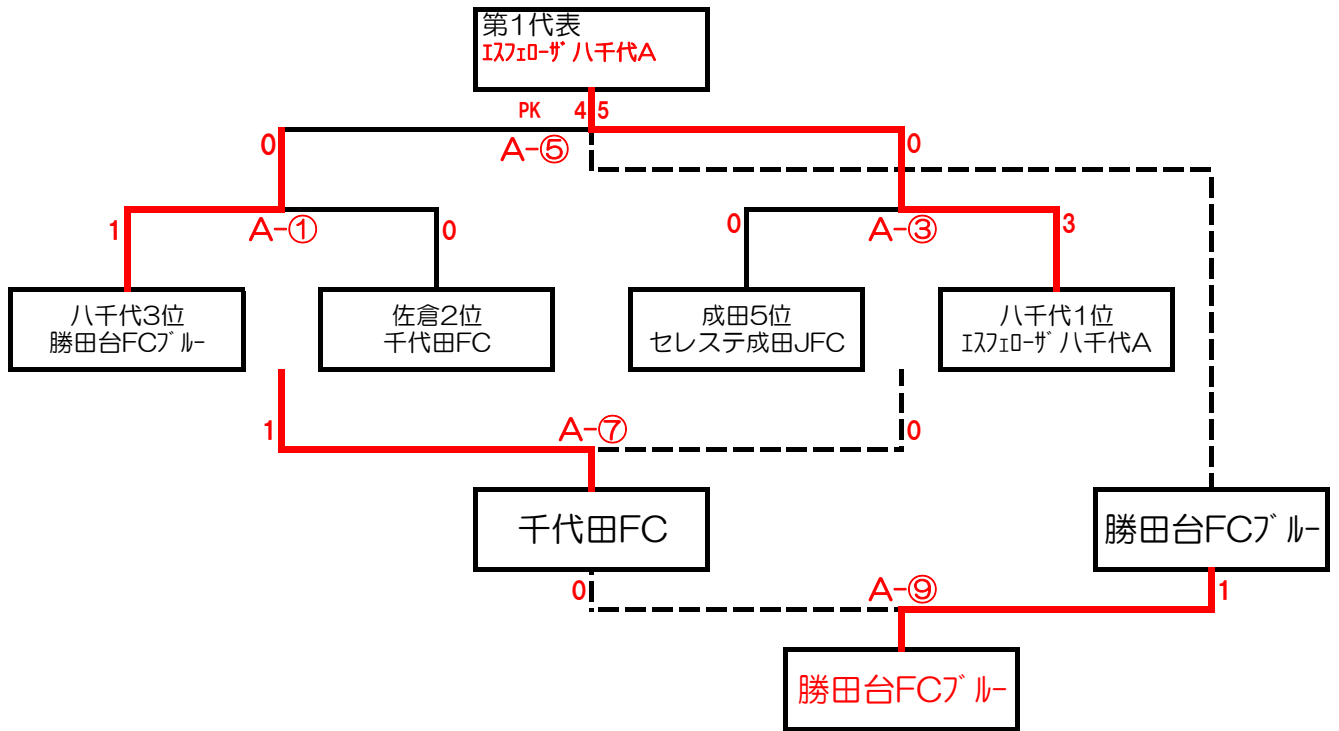 第1代表
ｴｽﾌｪﾛｰｻﾞ八千代A
PK 4 5
0 0
A-⑤
1 A-① 0 0 A-③ 3
八千代3位
勝田台FCﾌﾞﾙｰ
佐倉2位
千代田FC
成田5位
セレステ成田JFC
八千代1位
ｴｽﾌｪﾛｰｻﾞ八千代A
1 A-⑦ 0
千代田FC
勝田台FCﾌﾞﾙｰ
0 A-⑨ 1
勝田台FCﾌﾞﾙｰ